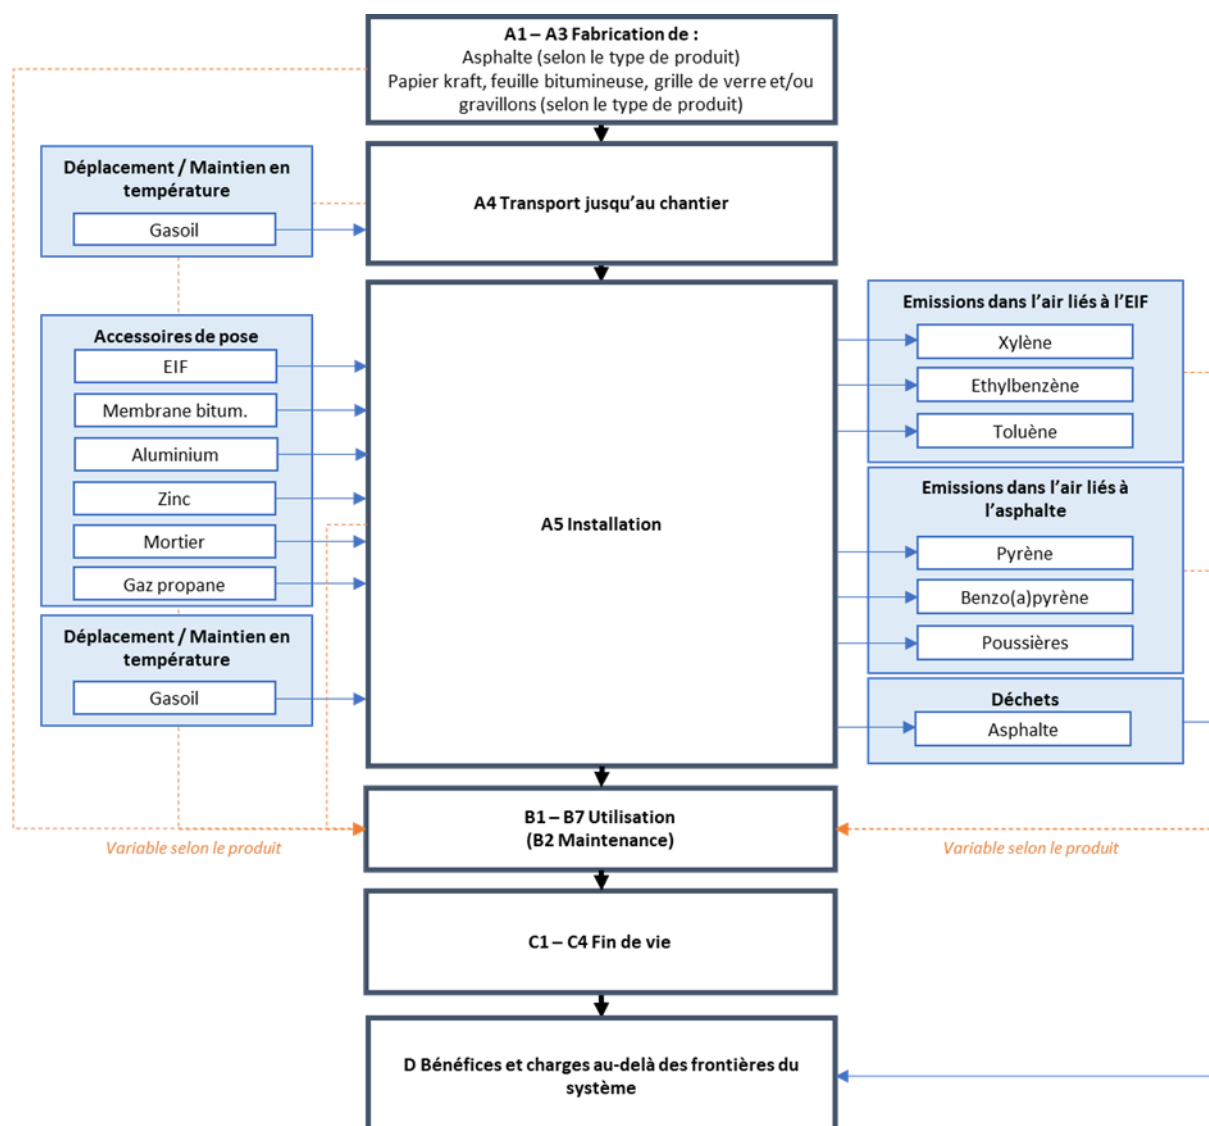 A1 – A3 Fabrication de :
Asphalte (selon le type de produit)
Papier kraft, feuille bitumineuse, grille de verre et/ou
gravillons (selon le type de produit)
Déplacement / Maintien en
température
Gasoil
A4 Transport jusqu'au chantier
Accessoires de pose
EIF
Membrane bitum.
Aluminium
Zinc
Mortier
Gaz propane
Déplacement / Maintien en
température
Gasoil
A5 Installation
Emissions dans l'air liés à l'EIF
Xylène
Ethylbenzène
Toluène
Emissions dans l'air liés à
l'asphalte
Pyrène
Benzo(a)pyrène
Poussières
Déchets
Asphalte
B1 – B7 Utilisation
(B2 Maintenance)
Variable selon le produit
Variable selon le produit
C1 – C4 Fin de vie
D Bénéfices et charges au-delà des frontières du
système